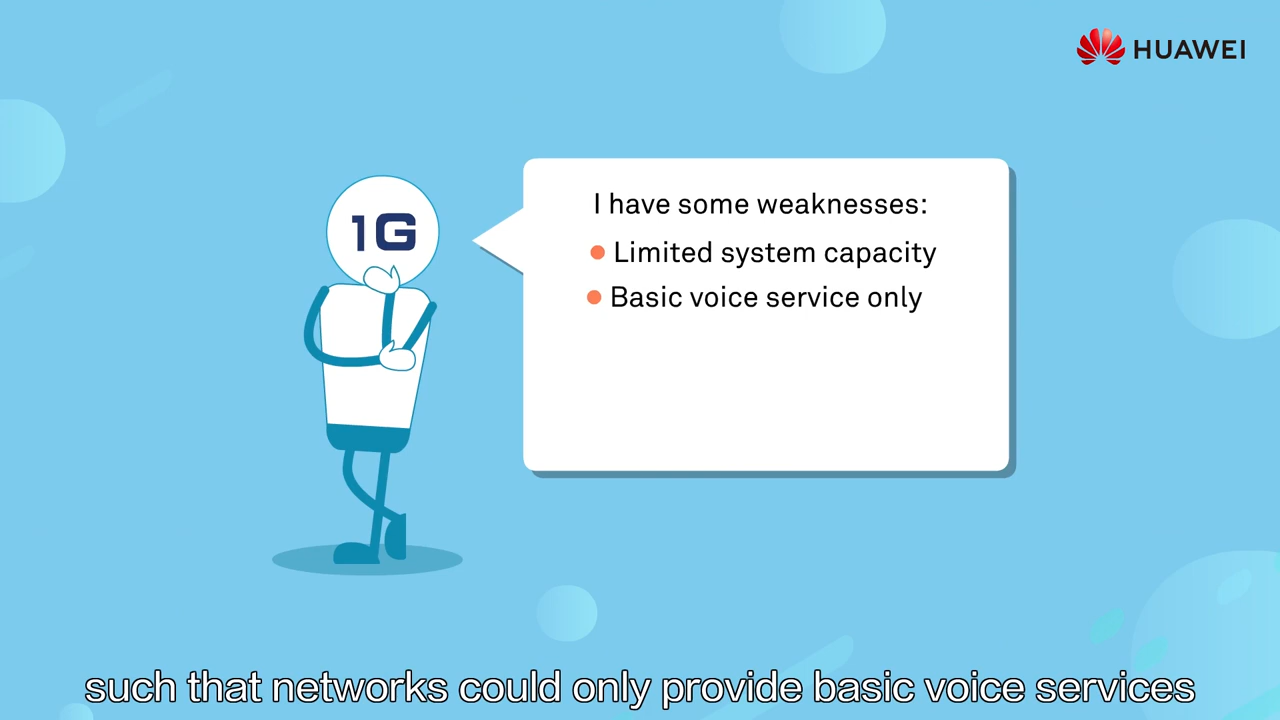 HUAWEI
1G
I have some weaknesses:
Limited system capacity
Basic voice service only
such that networks could only provide basic voice services